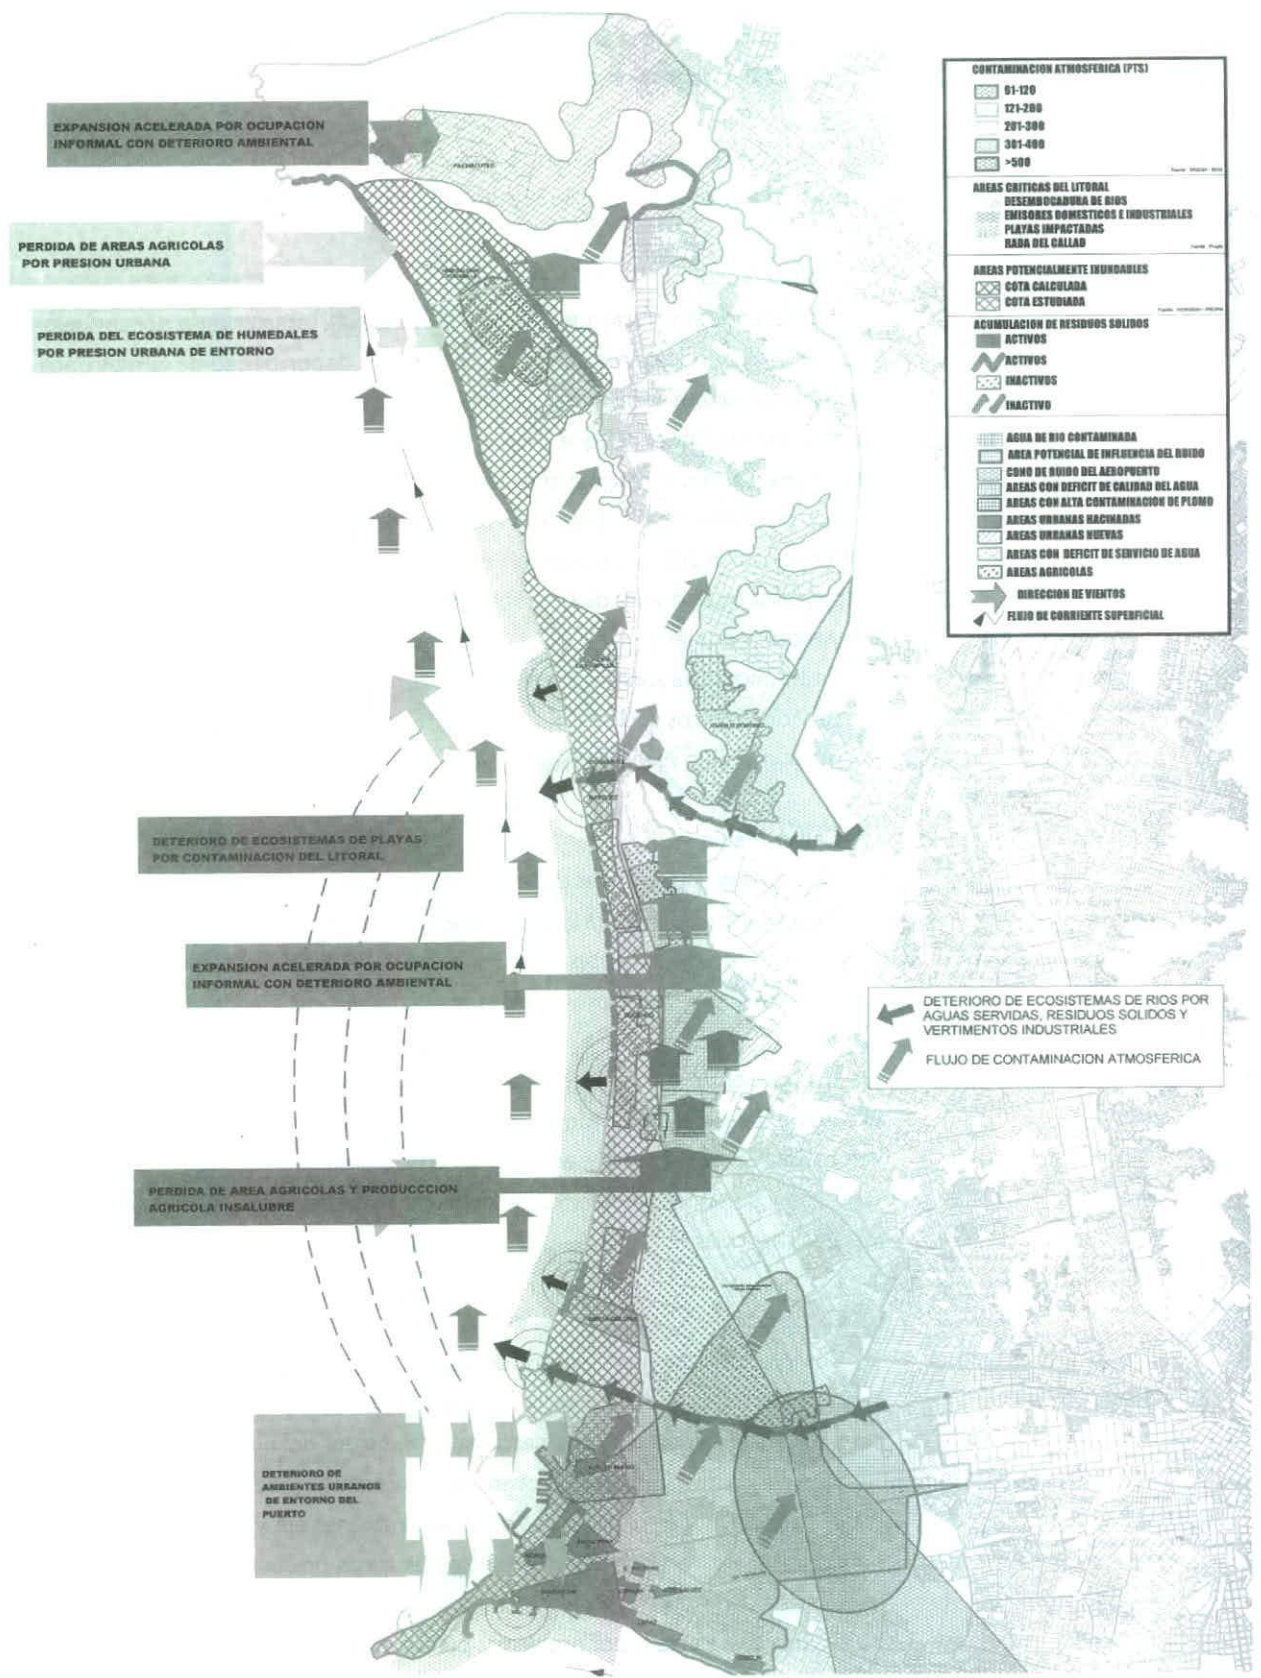 EXPANSION ACELERADA POR OCUPACION
INFORMAL CON DETERIORO AMBIENTAL
PERDIDA DE AREAS AGRICOLAS
POR PRESION URBANA
PERDIDA DEL ECOSISTEMA DE HUMEDALES
POR PRESION URBANA DE ENTORNO
DETERIORO DE ECOSISTEMAS DE PLAYAS
POR CONTAMINACION DEL LITORAL
EXPANSION ACELERADA POR OCUPACION
INFORMAL CON DETERIORO AMBIENTAL
PERDIDA DE AREA AGRICOLAS Y PRODUCCCION
AGRICOLA INSALUBRE
DETERIORO DE
AMBIENTES URBANOS
DE ENTORNO DEL
PUERTO
PACHACUTEC
CONTAMINACION ATMOSFERICA (PTS)
61-120
121-200
201-300
301-400
>500
AREAS CRITICAS DEL LITORAL
DESEMBOCADURA DE RIOS
EMISORES DOMESTICOS E INDUSTRIALES
PLAYAS IMPACTADAS
RADA DEL CALLAO
AREAS POTENCIALMENTE INUNDABLES
COTA CALCULADA
COTA ESTUDIADA
ACUMULACION DE RESIDUOS SOLIDOS
ACTIVOS
ACTIVOS
INACTIVOS
INACTIVO
AGUA DE RIO CONTAMINADA
AREA POTENCIAL DE INFLUENCIA DEL RUIDO
CONO DE RUIDO DEL AEROPUERTO
AREAS CON DEFICIT DE CALIDAD DEL AGUA
AREAS CON ALTA CONTAMINACION DE PLOMO
AREAS URBANAS HACINADAS
AREAS URBANAS NUEVAS
AREAS CON DEFICIT DE SERVICIO DE AGUA
AREAS AGRICOLAS
DIRECCION DE VIENTOS
FLUJO DE CORRIENTE SUPERFICIAL
DETERIORO DE ECOSISTEMAS DE RIOS POR
AGUAS SERVIDAS, RESIDUOS SOLIDOS Y
VERTIMENTOS INDUSTRIALES
FLUJO DE CONTAMINACION ATMOSFERICA